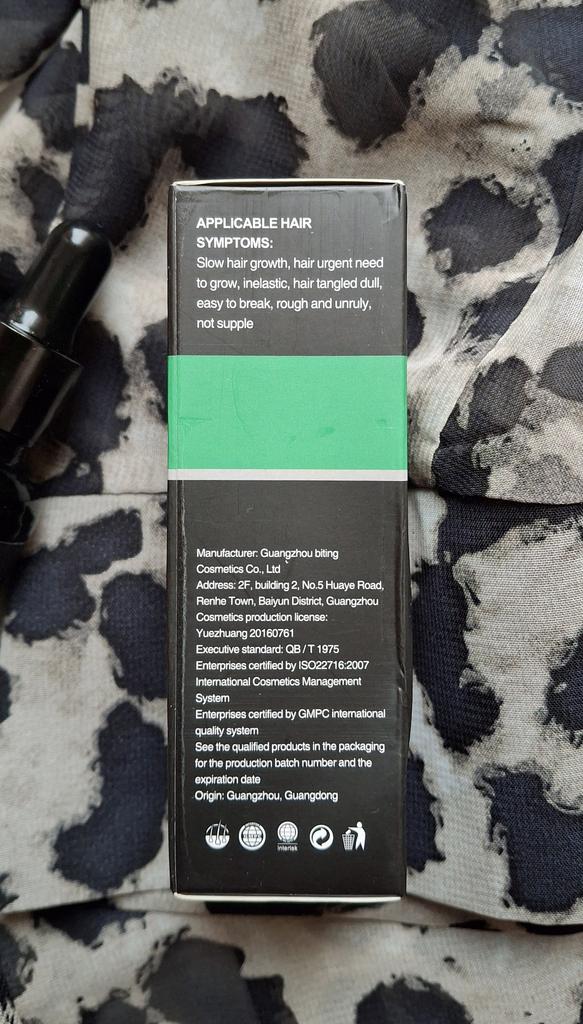 APPLICABLE HAIR
SYMPTOMS:
Slow hair growth, hair urgent need
to grow, inelastic, hair tangled dull,
easy to break, rough and unruly,
not supple
Manufacturer: Guangzhou biting
Cosmetics Co., Ltd
Address: 2F, building 2, No.5 Huaye Road,
Renhe Town, Baiyun District, Guangzhou
Cosmetics production license:
Yuezhuang 20160761
Executive standard: QB / T 1975
Enterprises certified by ISO22716:2007
International Cosmetics Management
System
Enterprises certified by GMPC international
quality system
See the qualified products in the packaging
for the production batch number and the
expiration date
Origin: Guangzhou, Guangdong